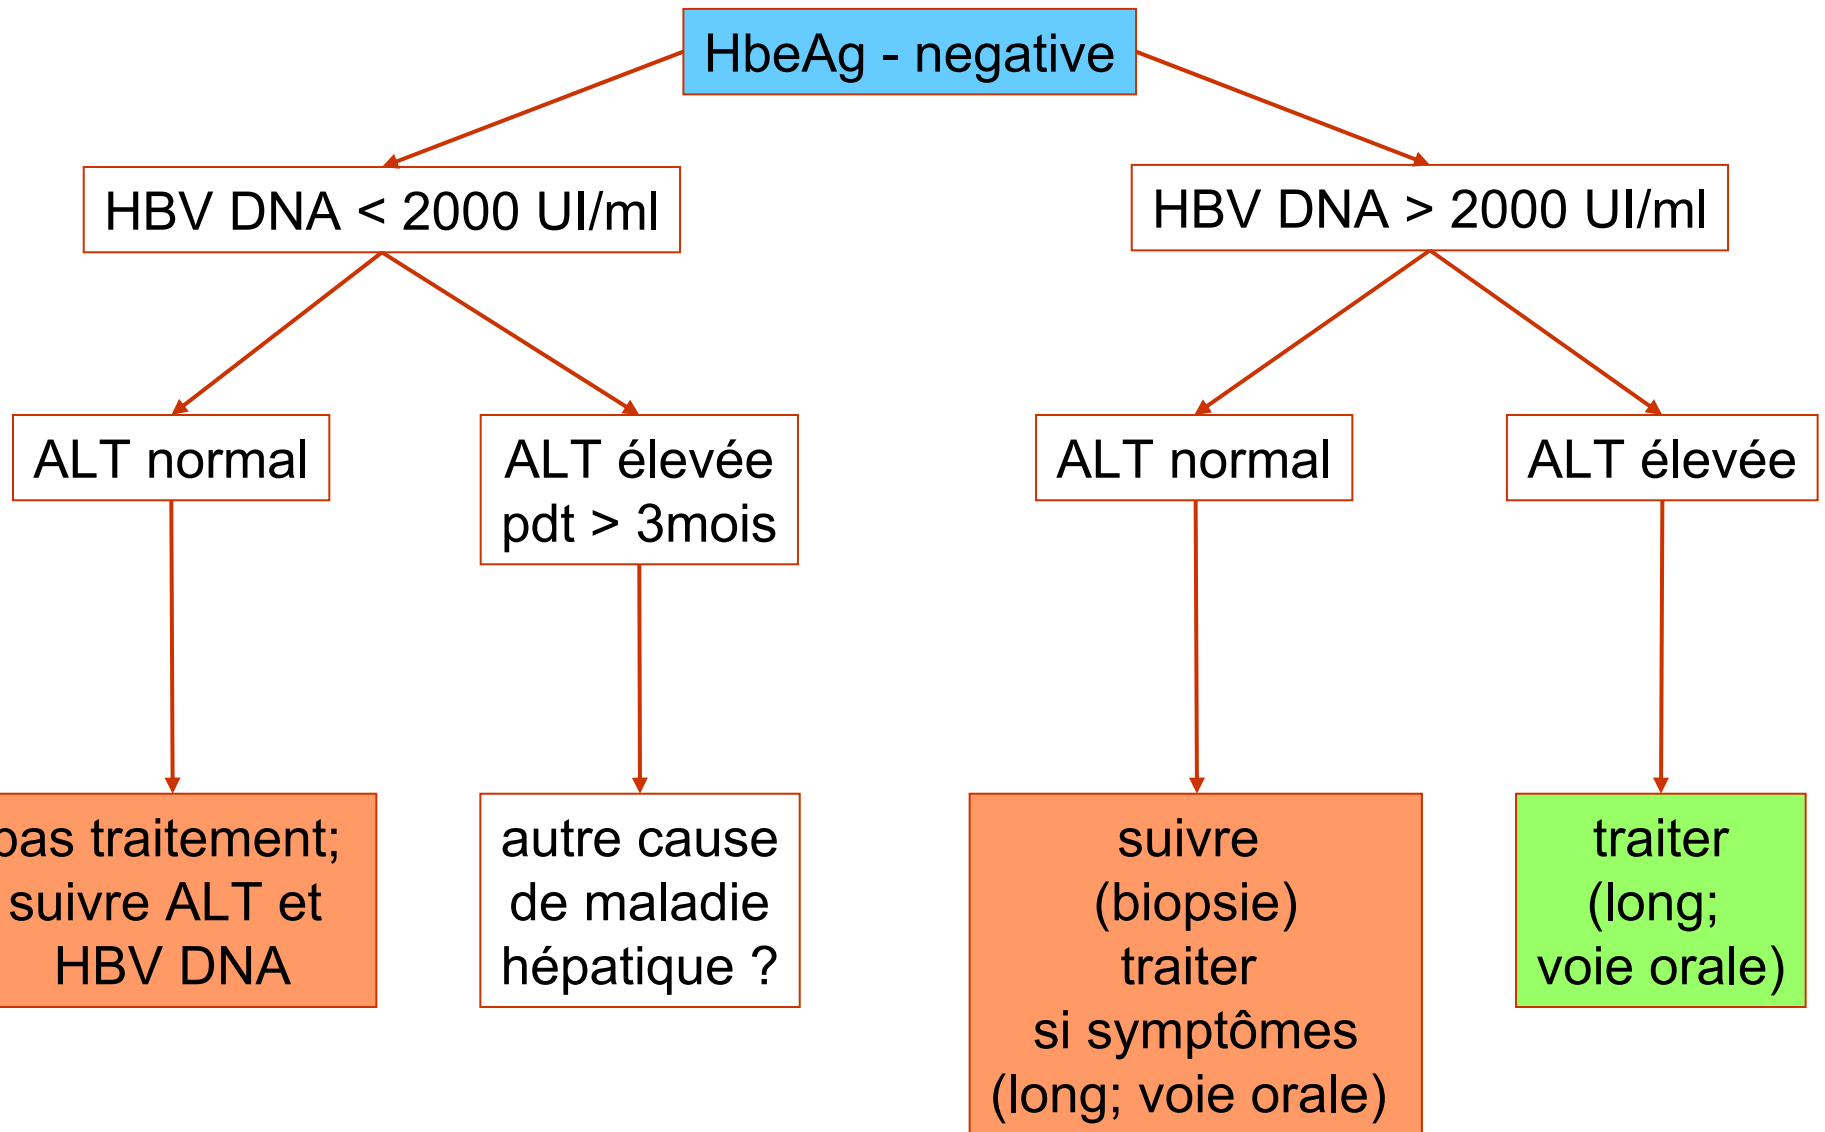 HbeAg - negative
HBV DNA < 2000 UI/ml
HBV DNA > 2000 UI/ml
ALT normal
ALT élevée
pdt > 3mois
ALT normal
ALT élevée
pas traitement;
suivre ALT et
HBV DNA
autre cause
de maladie
hépatique ?
suivre
(biopsie)
traiter
si symptômes
(long; voie orale)
traiter
(long;
voie orale)